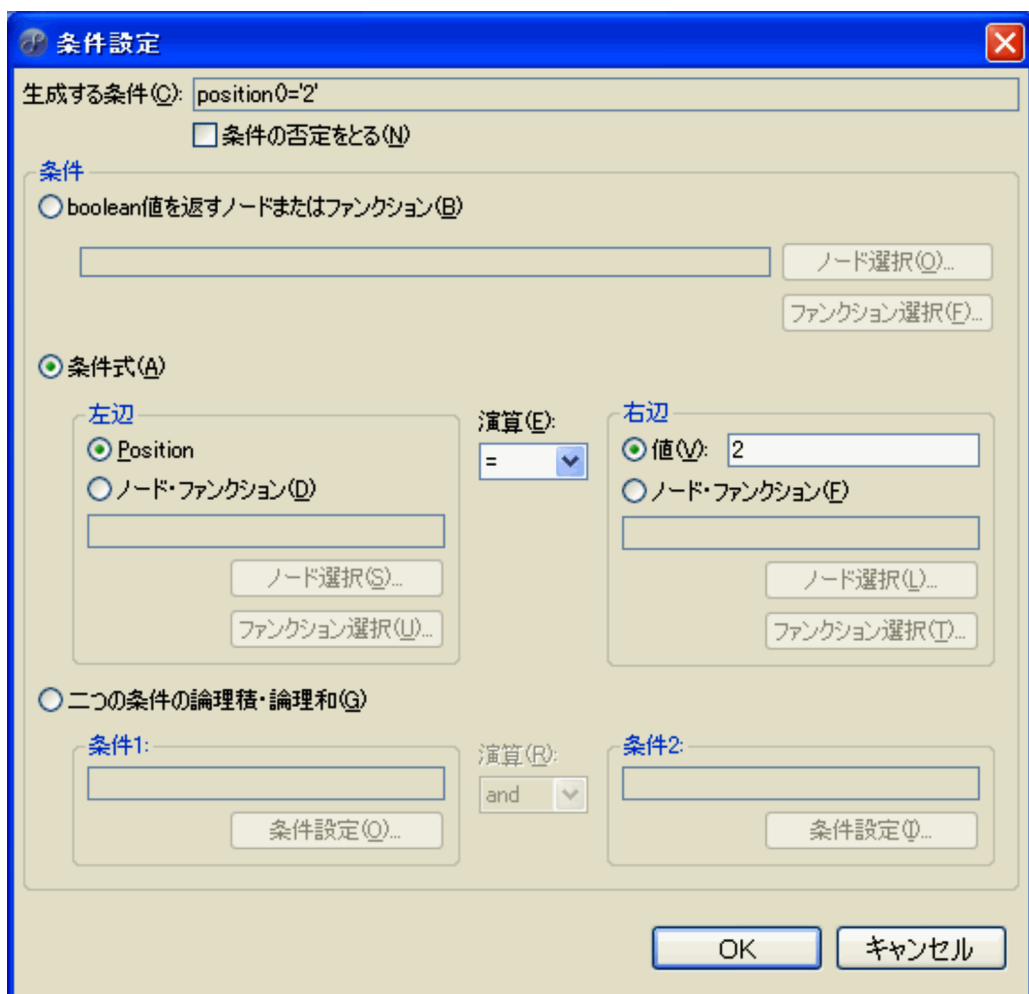 条件設定
生成する条件(C): position()='2'
条件の否定をとる(N)
条件
boolean値を返すノードまたはファンクション(B)
ノード選択(O)...
ファンクション選択(F)...
条件式(A)
左辺
Position
ノード・ファンクション(D)
ノード選択(S)...
ファンクション選択(U)...
演算(E):
=
右辺
値(V): 2
ノード・ファンクション(F)
ノード選択(L)...
ファンクション選択(T)...
二つの条件の論理積・論理和(G)
条件1:
条件設定(O)...
演算(R):
and
条件2:
条件設定(I)...
OK
キャンセル